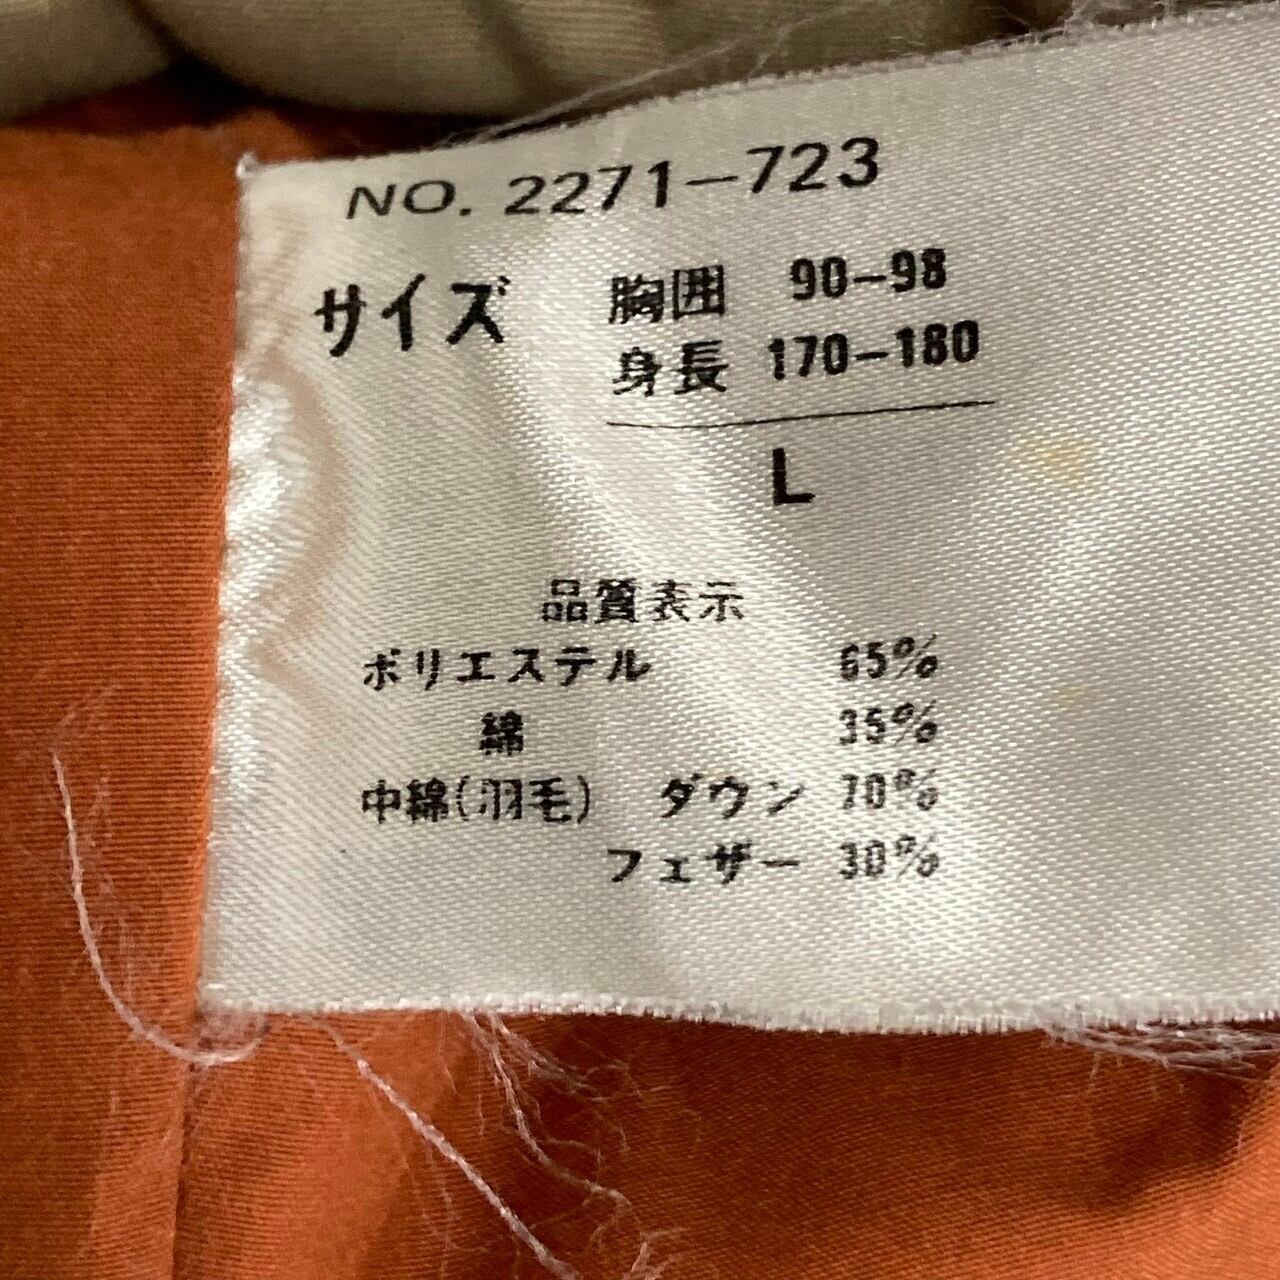 NO. 2271-723
サイズ 胸囲 90-98
身長 170-180
L
品質表示
ポリエステル 65%
綿 35%
中綿(羽毛) ダウン 70%
フェザー 30%